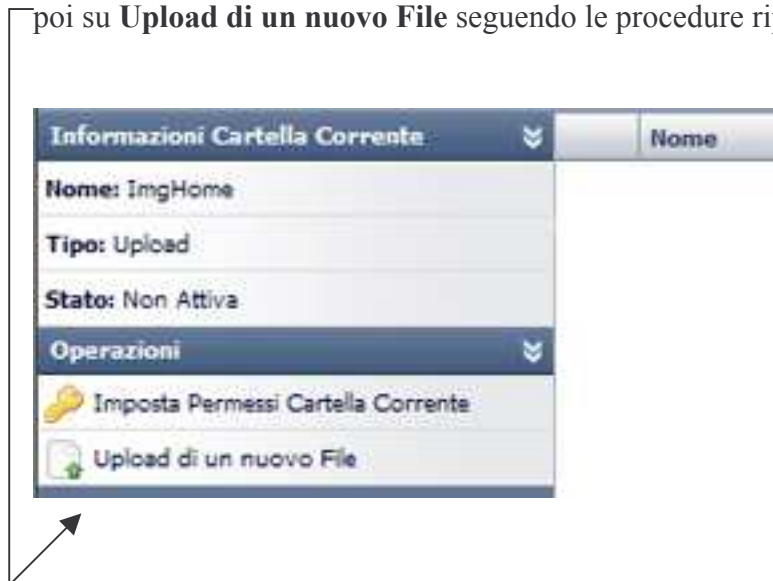 poi su Upload di un nuovo File seguendo le procedure
Informazioni Cartella Corrente
Nome
Nome: ImgHome
Tipo: Upload
Stato: Non Attiva
Operazioni
Imposta Permessi Cartella Corrente
Upload di un nuovo File